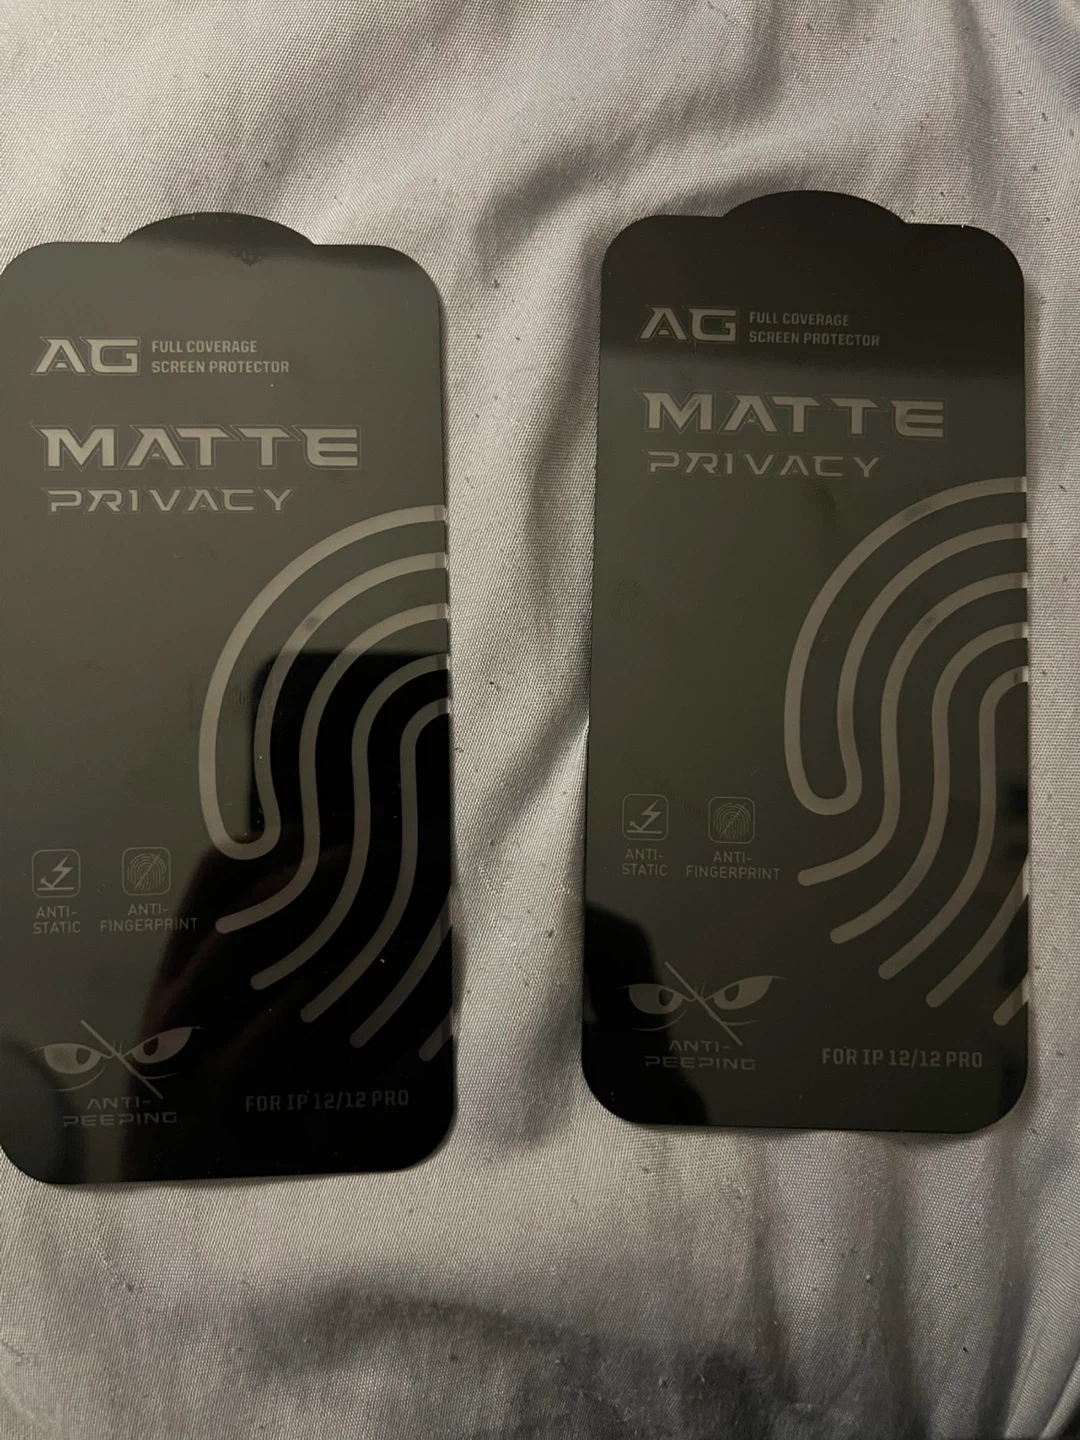 AG FULL COVERAGE
SCREEN PROTECTOR
MATTE
PRIVACY
ANTI-
STATIC
ANTI-
FINGERPRINT
ANTI-
PEEPING
FOR IP 12/12 PRO
AG FULL COVERAGE
SCREEN PROTECTOR
MATTE
PRIVACY
ANTI-
STATIC
ANTI-
FINGERPRINT
ANTI-
PEEPING
FOR IP 12/12 PRO